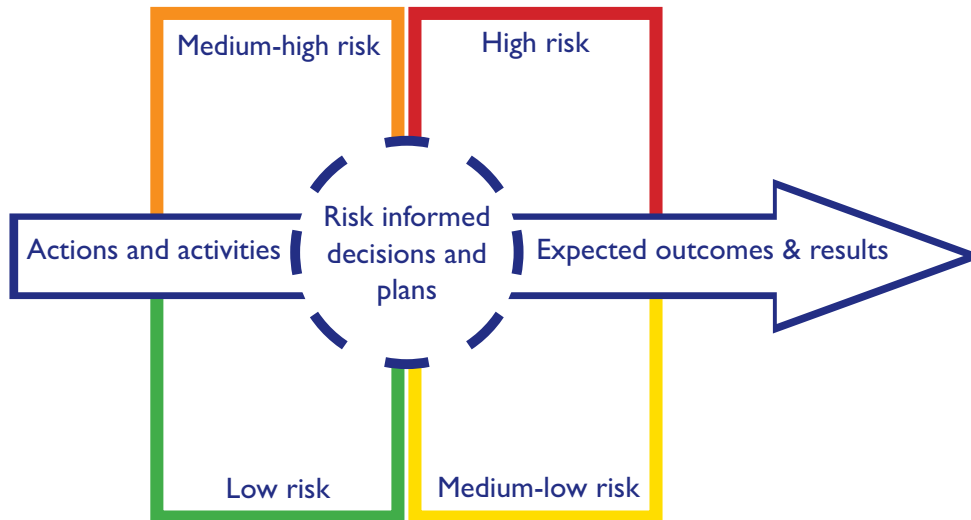 Medium-high risk
High risk
Actions and activities
Risk informed
decisions and
plans
Expected outcomes & results
Low risk
Medium-low risk